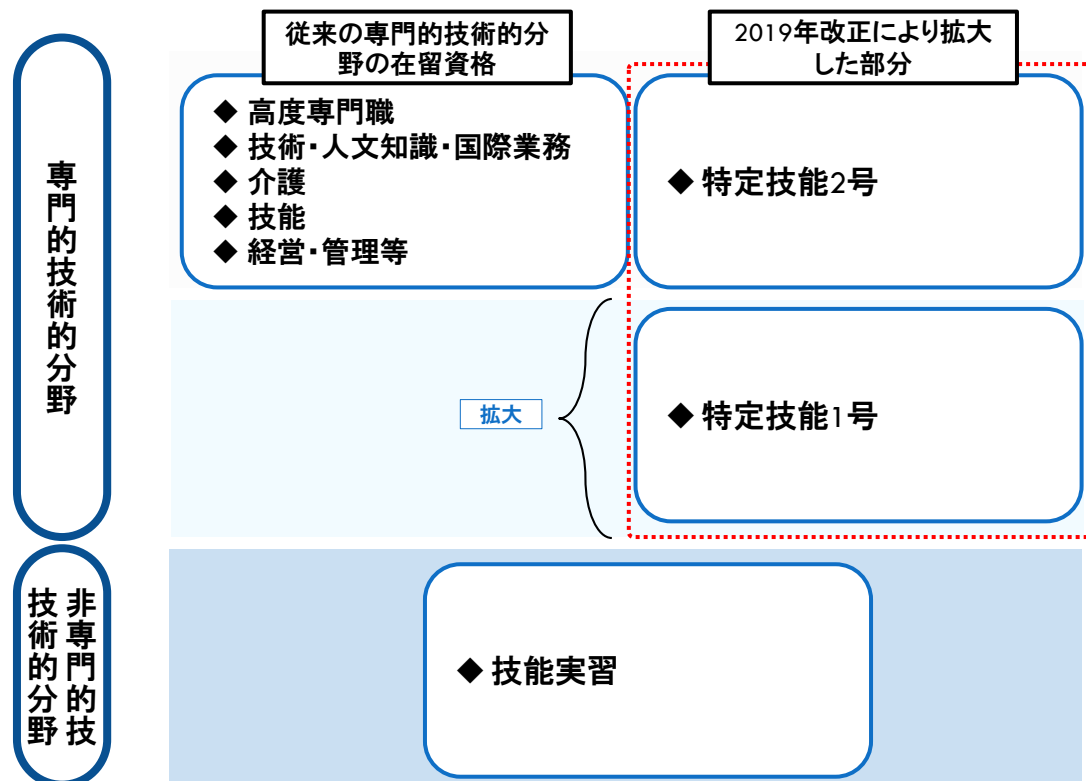 従来の専門的技術的分
野の在留資格
2019年改正により拡大
した部分
専門的技術的分野
◆ 高度専門職
◆ 技術・人文知識・国際業務
◆ 介護
◆ 技能
◆ 経営・管理等
◆ 特定技能2号
拡大
◆ 特定技能1号
非専門的技
技術的分野
◆ 技能実習